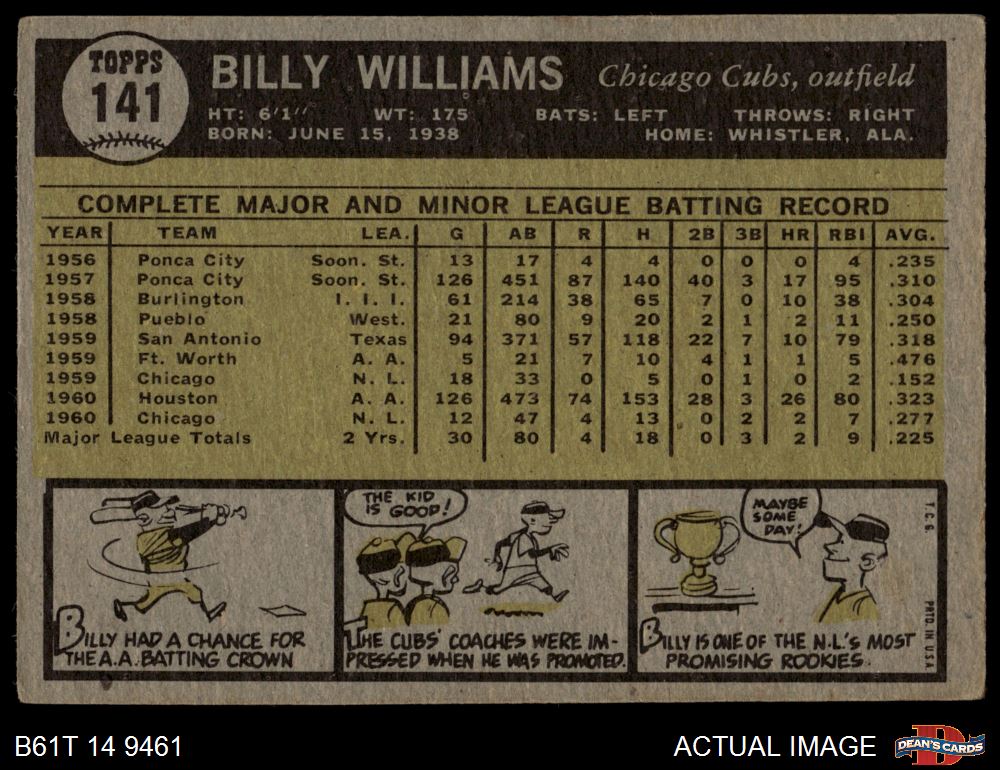 TOPPS
141
BILLY WILLIAMS Chicago Cubs, outfield
HT: 6'1" WT: 175 BATS: LEFT THROWS: RIGHT
BORN: JUNE 15, 1938 HOME: WHISTLER, ALA.
COMPLETE MAJOR AND MINOR LEAGUE BATTING RECORD
YEAR TEAM LEA. G AB R H 2B 3B HR RBI AVG.
1956 Ponca City Soon. St. 13 17 4 4 0 0 0 4 .235
1957 Ponca City Soon. St. 126 451 87 140 40 3 17 95 .310
1958 Burlington I. I. I. 61 214 38 65 7 0 10 38 .304
1958 Pueblo West. 21 80 9 20 2 1 2 11 .250
1959 San Antonio Texas 94 371 57 118 22 7 10 79 .318
1959 Ft. Worth A. A. 5 21 7 10 4 1 1 5 .476
1959 Chicago N. L. 18 33 0 5 0 1 0 2 .152
1960 Houston A. A. 126 473 74 153 28 3 26 80 .323
1960 Chicago N. L. 12 47 4 13 0 2 2 7 .277
Major League Totals 2 Yrs. 30 80 4 18 0 3 2 9 .225
BILLY HAD A CHANCE FOR
THE A.A. BATTING CROWN
THE KID
IS GOOD!
THE CUBS' COACHES WERE IM-
PRESSED WHEN HE WAS PROMOTED.
MAYBE
SOME
DAY!
BILLY IS ONE OF THE N.L.'S MOST
PROMISING ROOKIES.
T.C.G. PRTD. IN U.S.A.
B61T 14 9461
ACTUAL IMAGE
D
DEAN'S CARDS